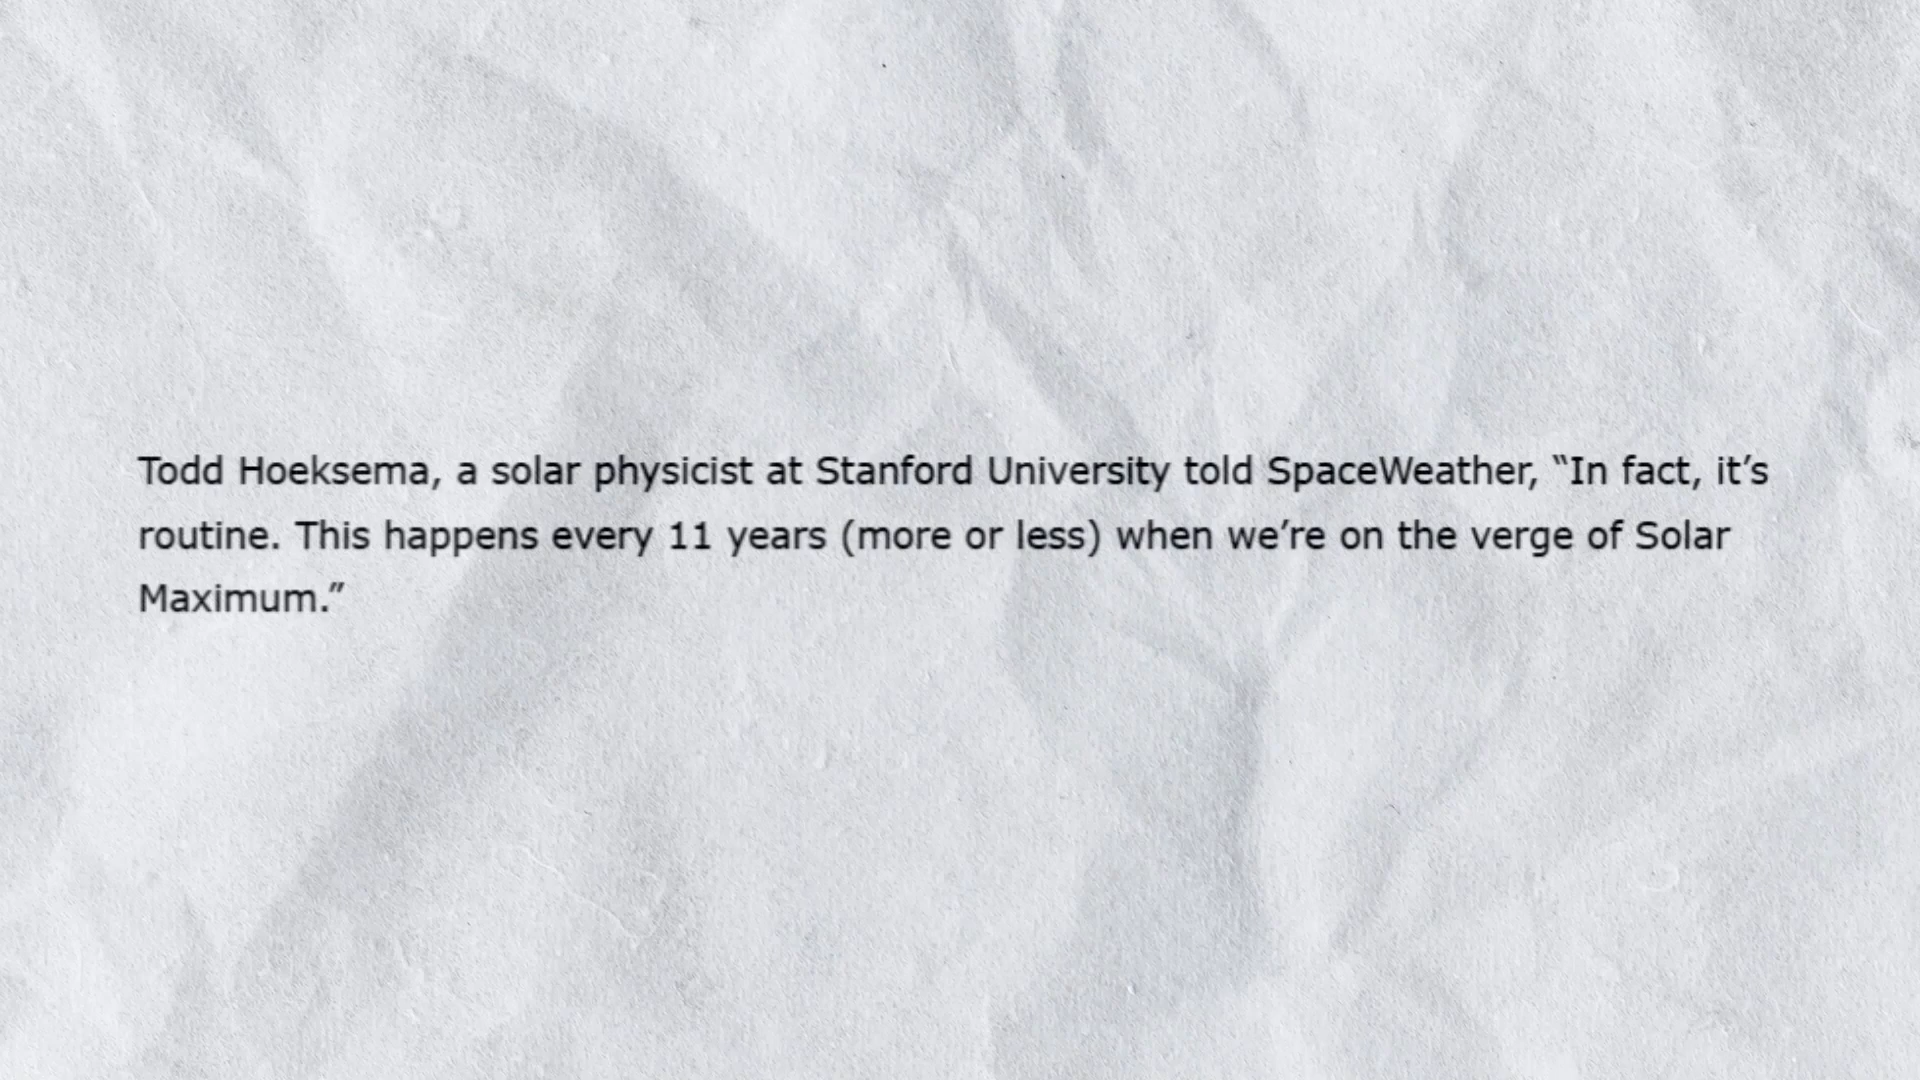 Todd Hoeksema, a solar physicist at Stanford University told SpaceWeather, “In fact, it’s
routine. This happens every 11 years (more or less) when we’re on the verge of Solar
Maximum.”